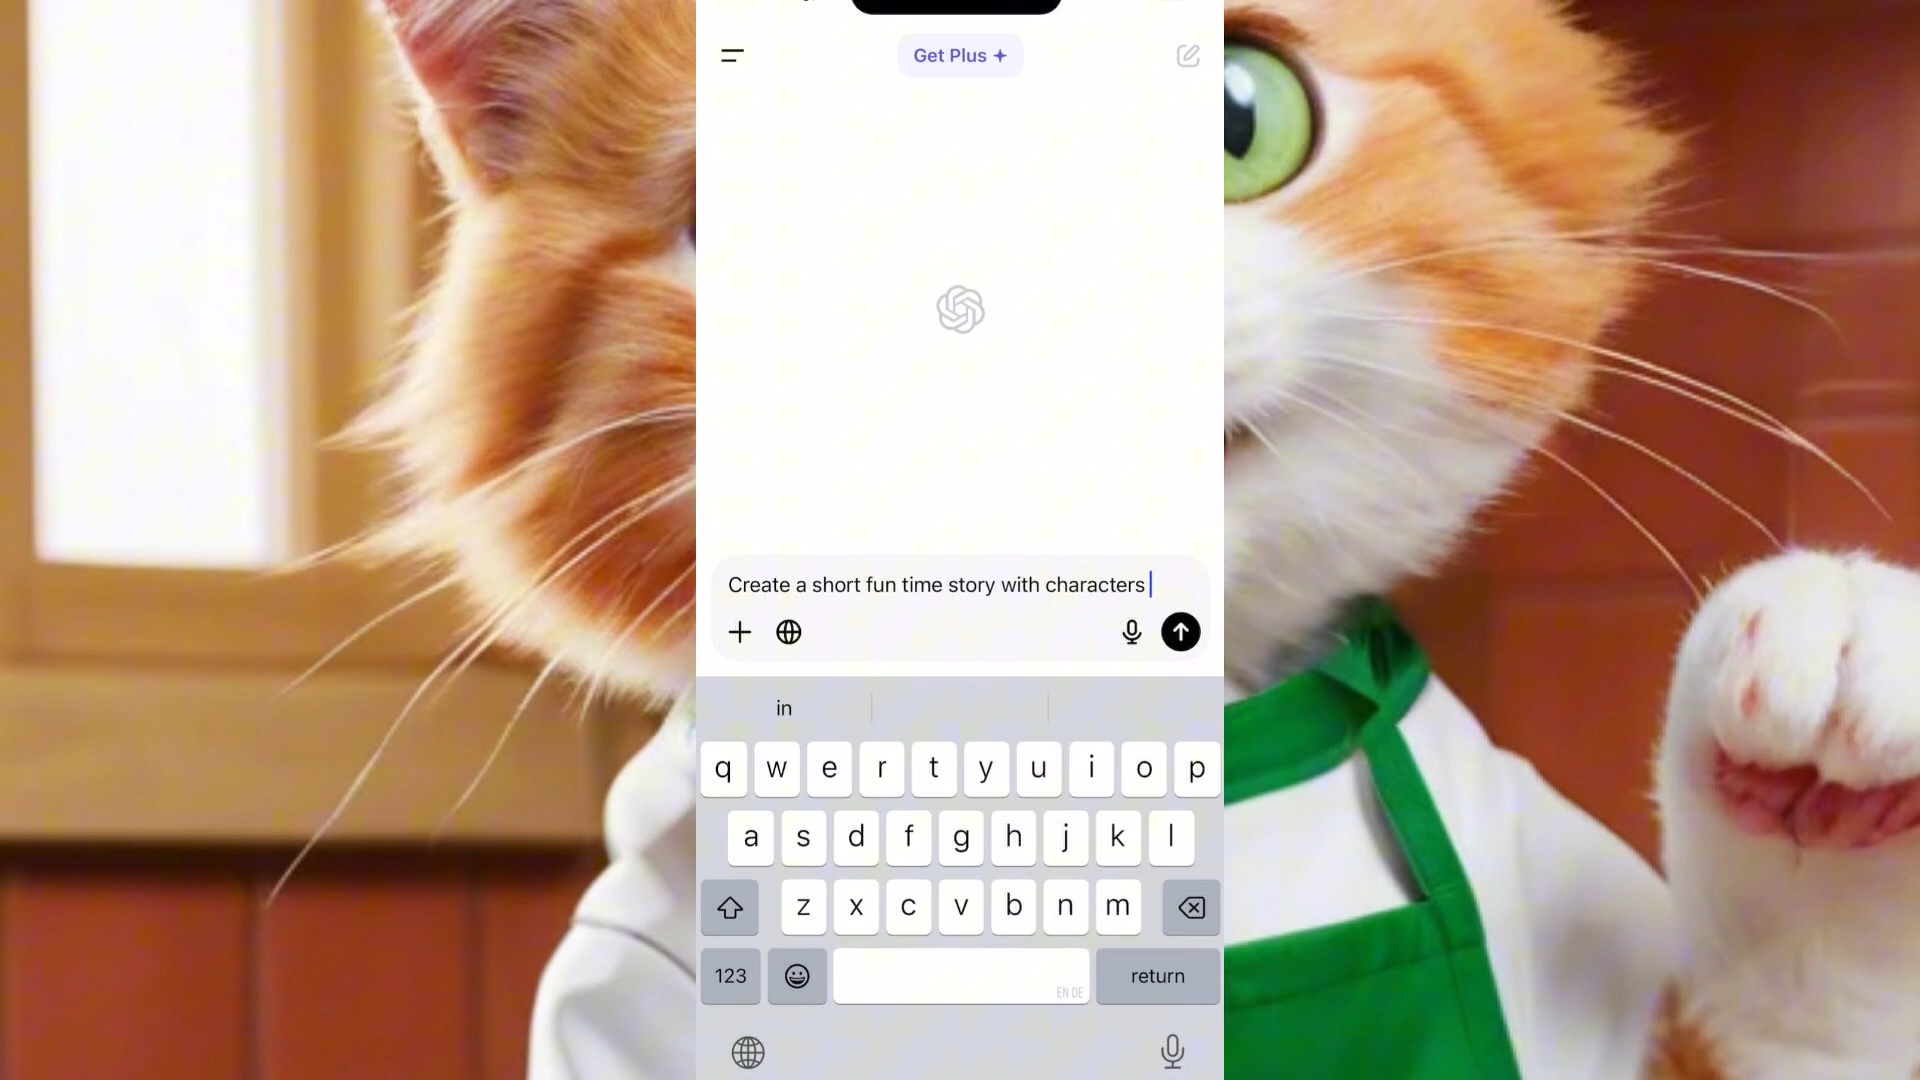 Get Plus
Create a short fun time story with characters
in
q w e r t y u i o p
a s d f g h j k l
z x c v b n m
123
EN DE
return